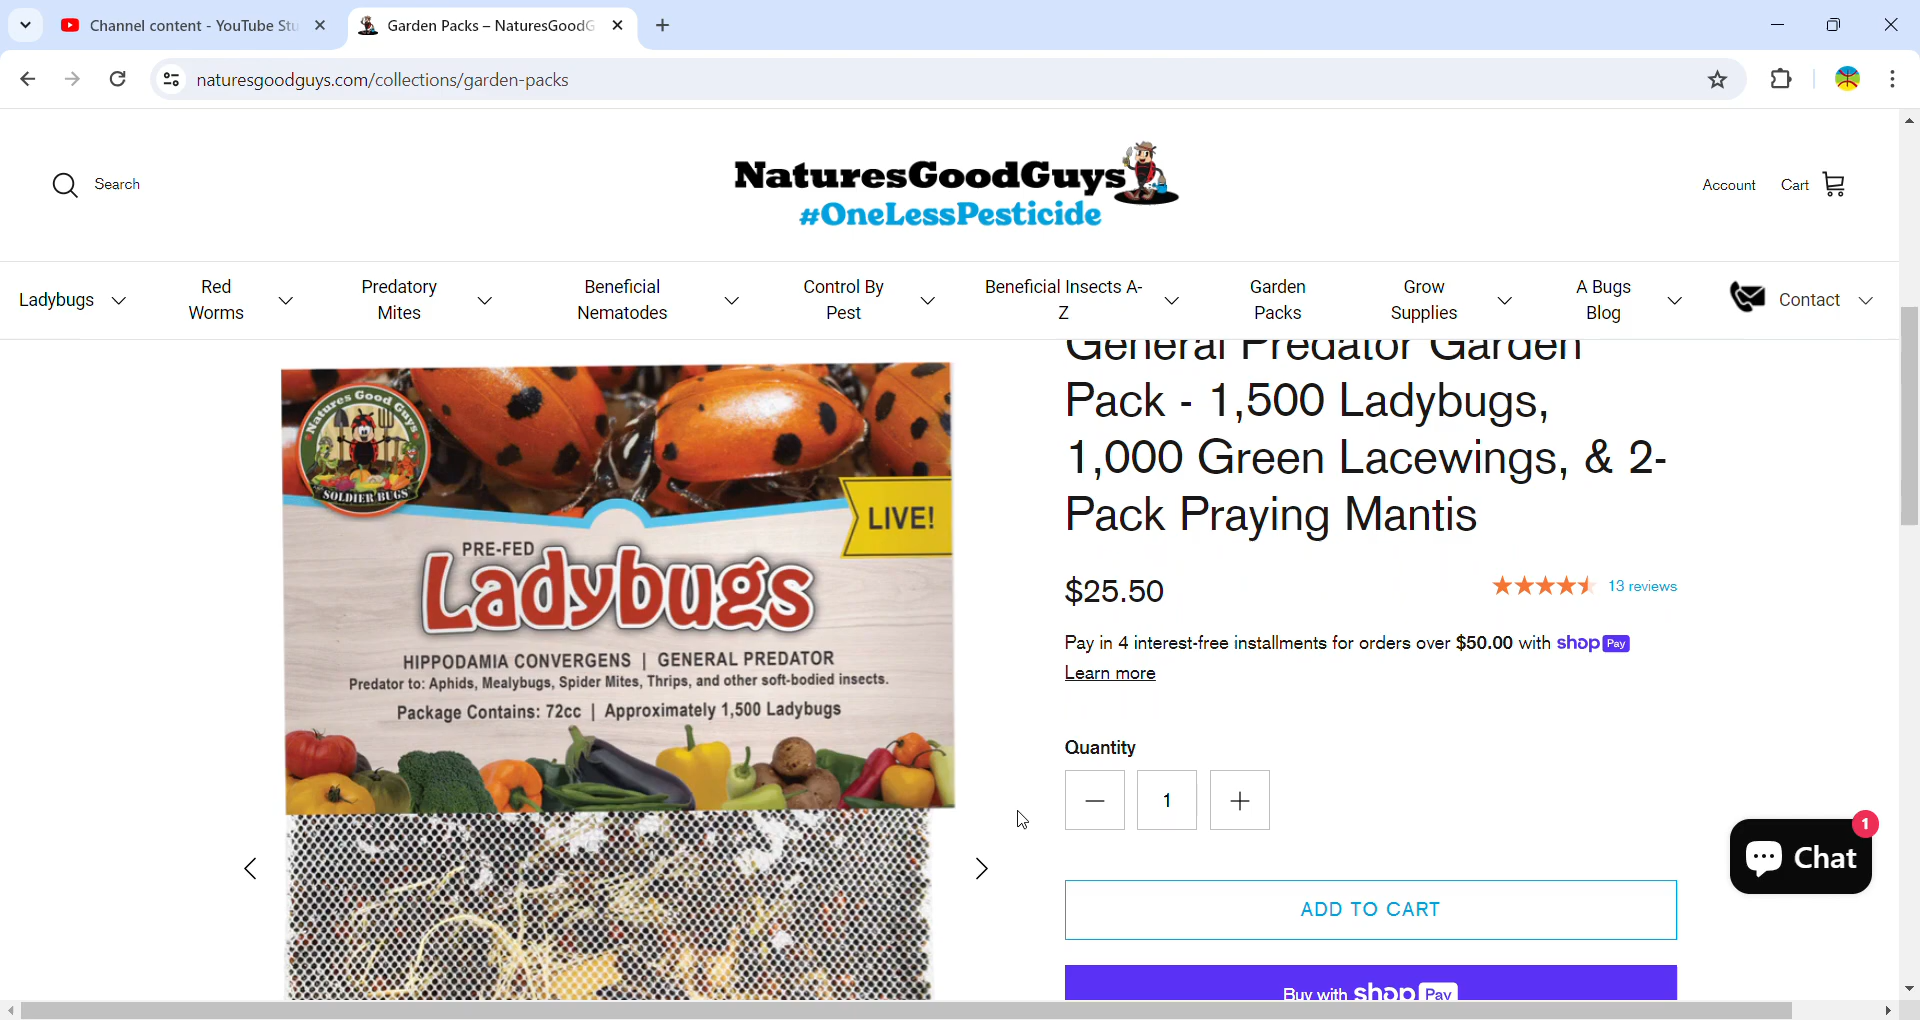 Channel content - YouTube Stu
Garden Packs – NaturesGoodG
naturesgoodguys.com/collections/garden-packs
Search
NaturesGoodGuys
#OneLessPesticide
Account
Cart
Ladybugs
Red
Worms
Predatory
Mites
Beneficial
Nematodes
Control By
Pest
Beneficial Insects A-
Z
Garden
Packs
Grow
Supplies
A Bugs
Blog
Contact
Natures Good Guys
SOLDIER BUGS
LIVE!
PRE-FED
Ladybugs
HIPPODAMIA CONVERGENS | GENERAL PREDATOR
Predator to: Aphids, Mealybugs, Spider Mites, Thrips, and other soft-bodied insects.
Package Contains: 72cc | Approximately 1,500 Ladybugs
General Predator Garden
Pack - 1,500 Ladybugs,
1,000 Green Lacewings, & 2-
Pack Praying Mantis
$25.50
13 reviews
Pay in 4 interest-free installments for orders over $50.00 with shop Pay
Learn more
Quantity
1
ADD TO CART
Buy with shop Pay
1
Chat